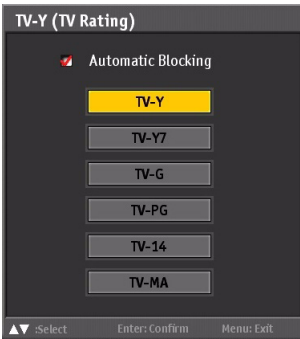 TV-Y (TV Rating)
Automatic Blocking
TV-Y
TV-Y7
TV-G
TV-PG
TV-14
TV-MA
▲▼ :Select Enter: Confirm Menu: Exit